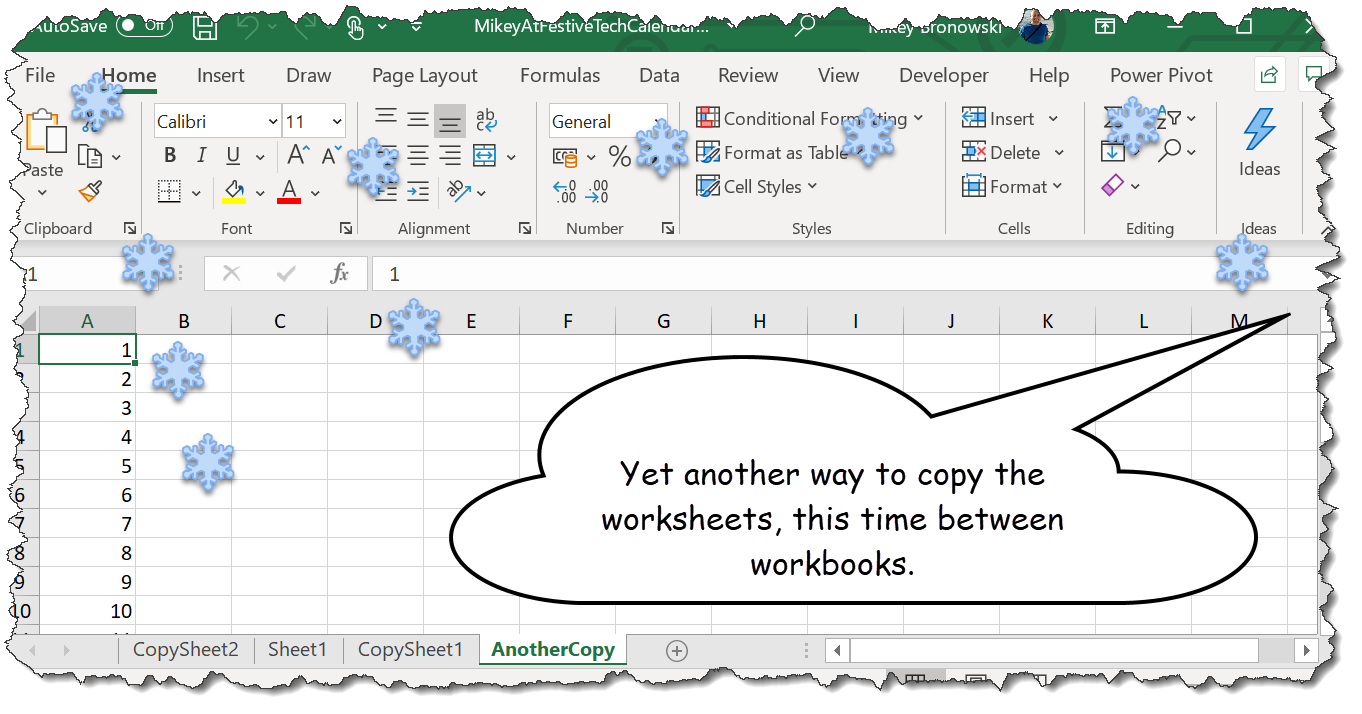 AutoSave Off MikeyAtFestiveTechCalendar... Mikey Bronowski
File Home Insert Draw Page Layout Formulas Data Review View Developer Help Power Pivot
Calibri 11 ab General Conditional Formatting Insert
Paste B I U A A % Format as Table Delete Ideas
A .00 .00 Cell Styles Format
Clipboard Font Alignment Number Styles Cells Editing Ideas
1 fx 1
A B C D E F G H I J K L M
1 1
2
3
4 4
5 5
6 6
7 7
8 8
9 9
10 10
Yet another way to copy the
worksheets, this time between
workbooks.
CopySheet2 Sheet1 CopySheet1 AnotherCopy